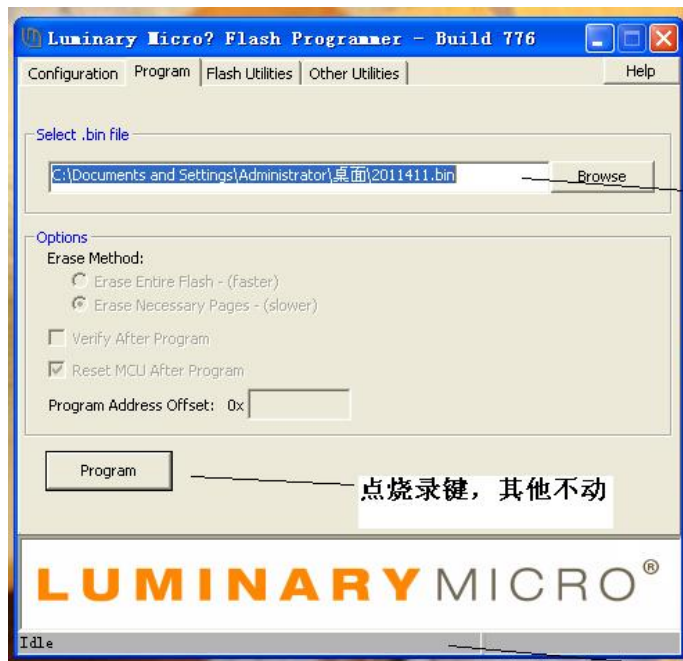 Luminary Micro? Flash Programmer - Build 776
Configuration Program Flash Utilities Other Utilities Help
Select .bin file
C:\Documents and Settings\Administrator\桌面\2011411.bin Browse
Options
Erase Method:
Erase Entire Flash - (faster)
Erase Necessary Pages - (slower)
Verify After Program
Reset MCU After Program
Program Address Offset: 0x
Program
点烧录键，其他不动
LUMINARYMICRO®
Idle